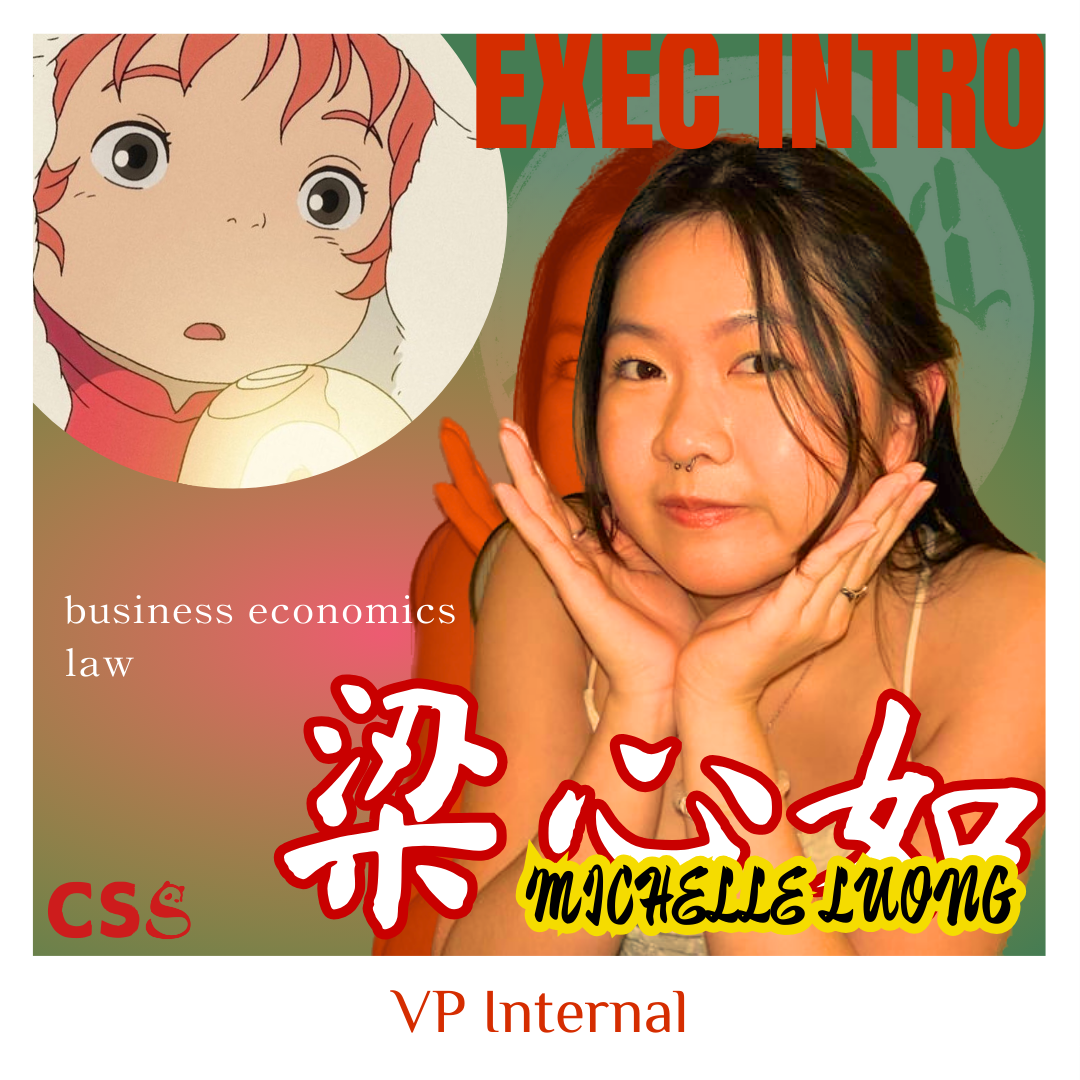 EXEC INTRO
business economics
law
梁心如
MICHELLE LUONG
CSS
VP Internal